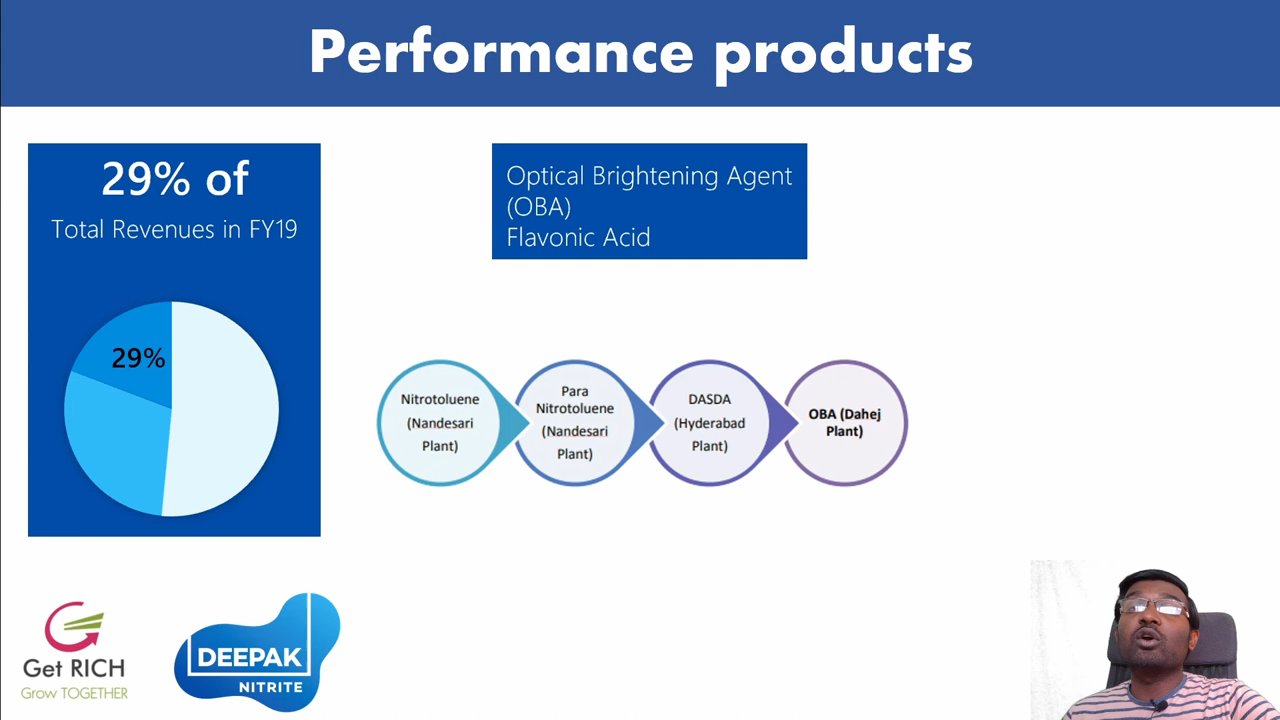 Performance products
29% of
Total Revenues in FY19
29%
Optical Brightening Agent
(OBA)
Flavonic Acid
Nitrotoluene
(Nandesari
Plant)
Para
Nitrotoluene
(Nandesari
Plant)
DASDA
(Hyderabad
Plant)
OBA (Dahej
Plant)
Get RICH
Grow TOGETHER
DEEPAK
NITRITE